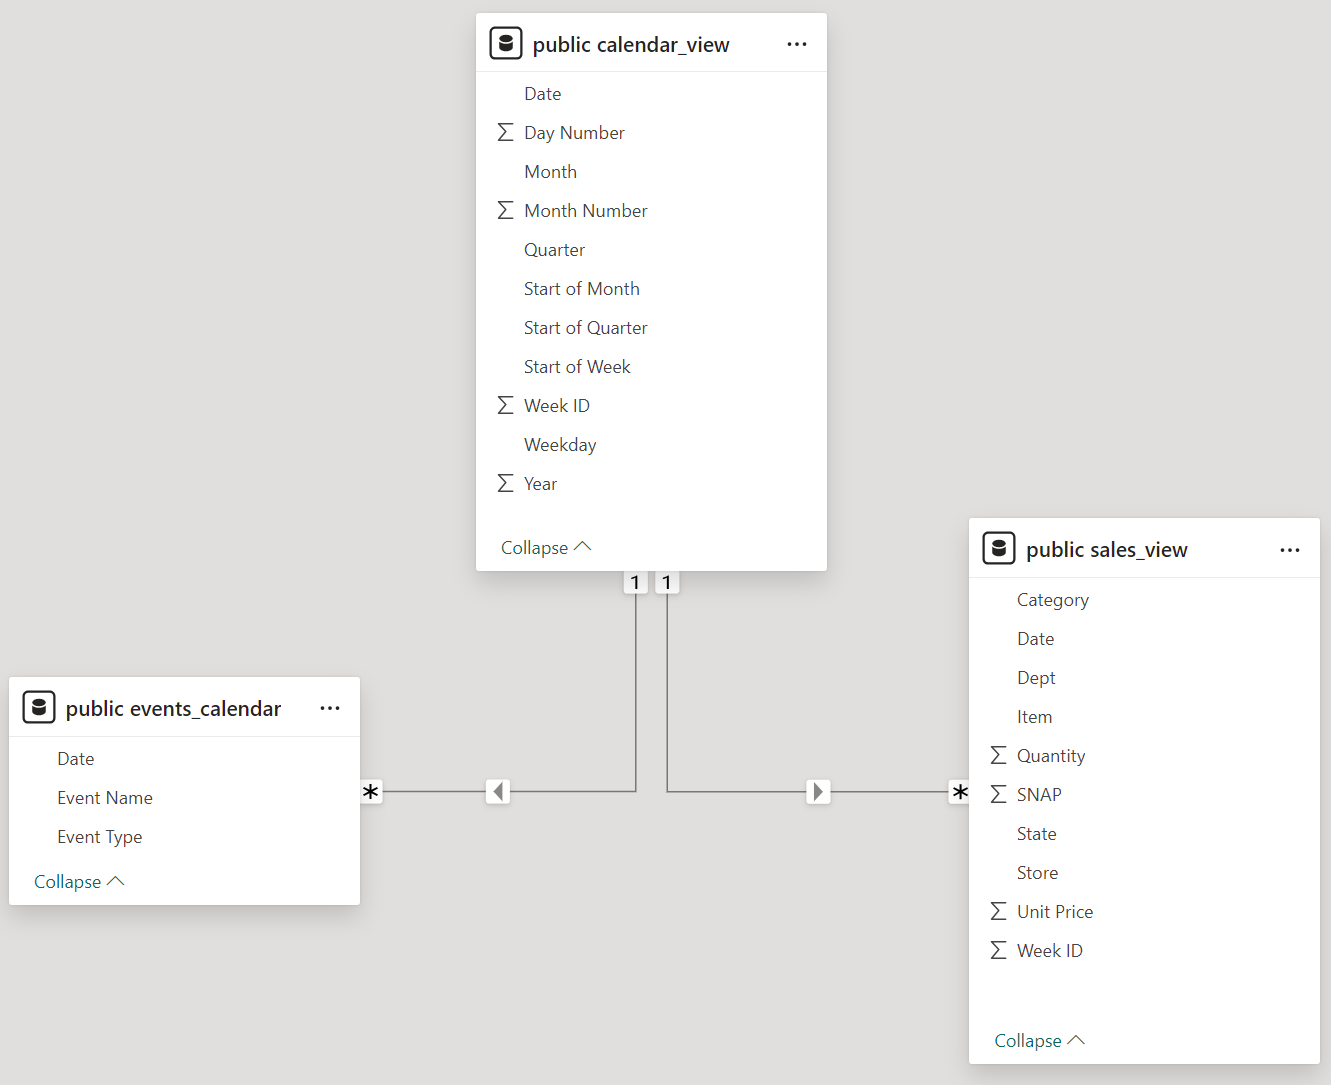 public calendar_view
Date
Day Number
Month
Month Number
Quarter
Start of Month
Start of Quarter
Start of Week
Week ID
Weekday
Year
Collapse
1 1
public events_calendar
Date
Event Name
Event Type
Collapse
*
*
public sales_view
Category
Date
Dept
Item
Quantity
SNAP
State
Store
Unit Price
Week ID
Collapse